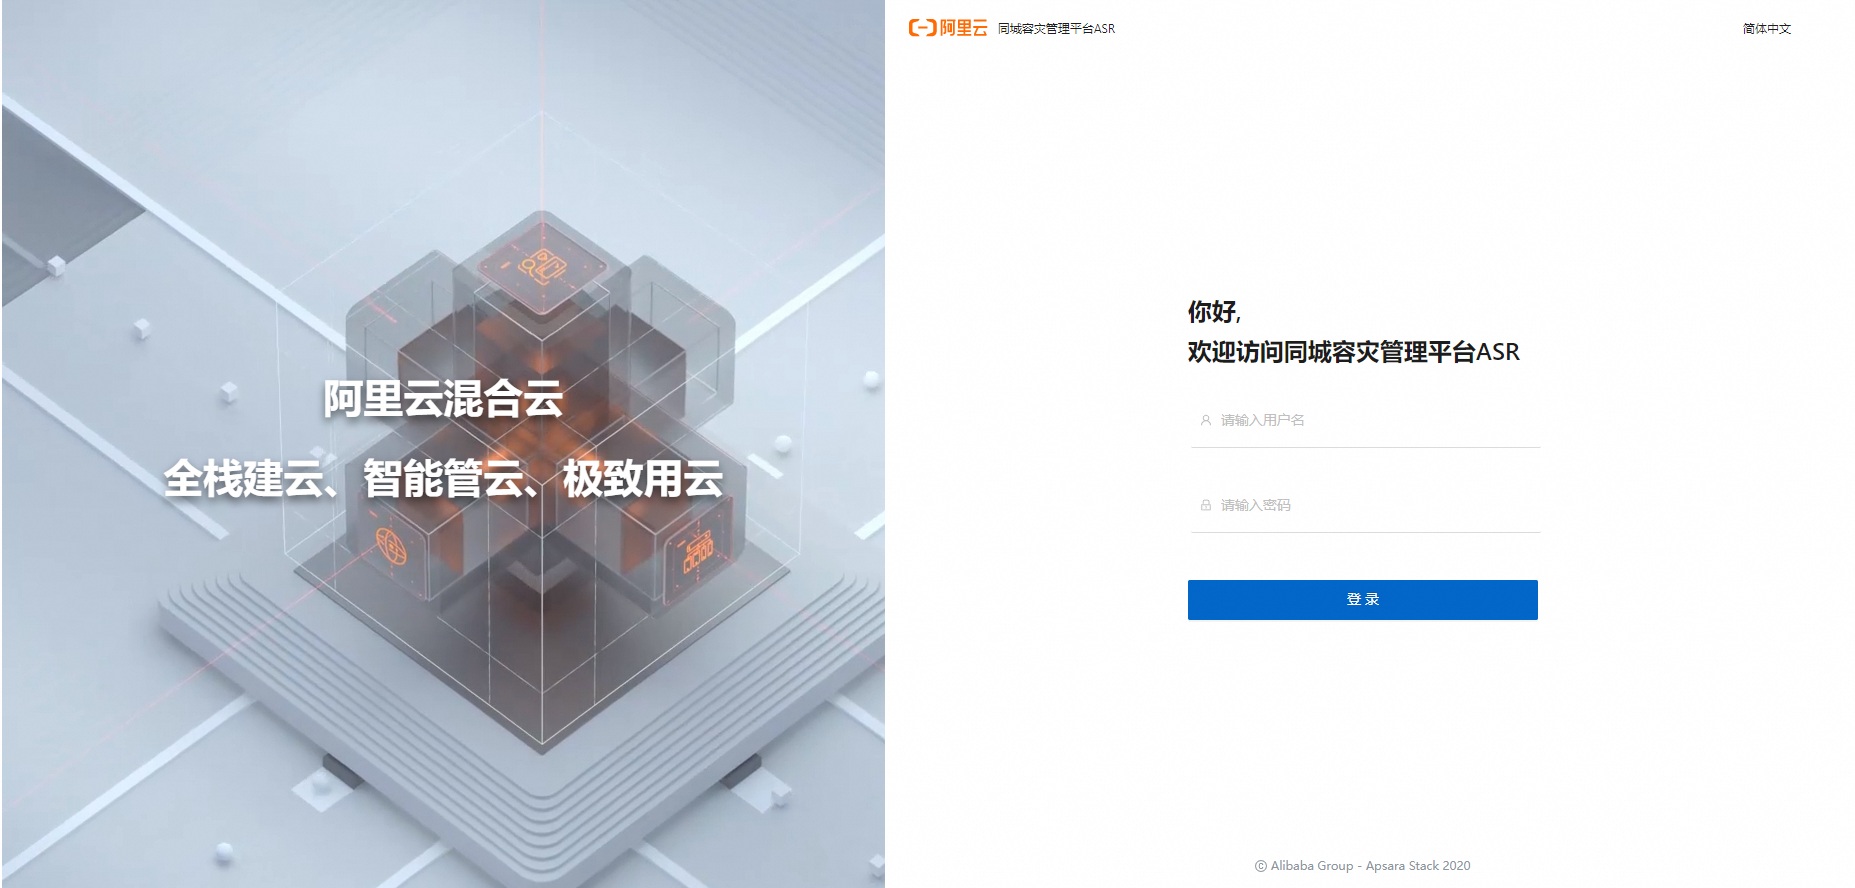 阿里云混合云
全栈建云、智能管云、极致用云
阿里云 同城容灾管理平台ASR
简体中文
你好,
欢迎访问同城容灾管理平台ASR
请输入用户名
请输入密码
登 录
© Alibaba Group - Apsara Stack 2020